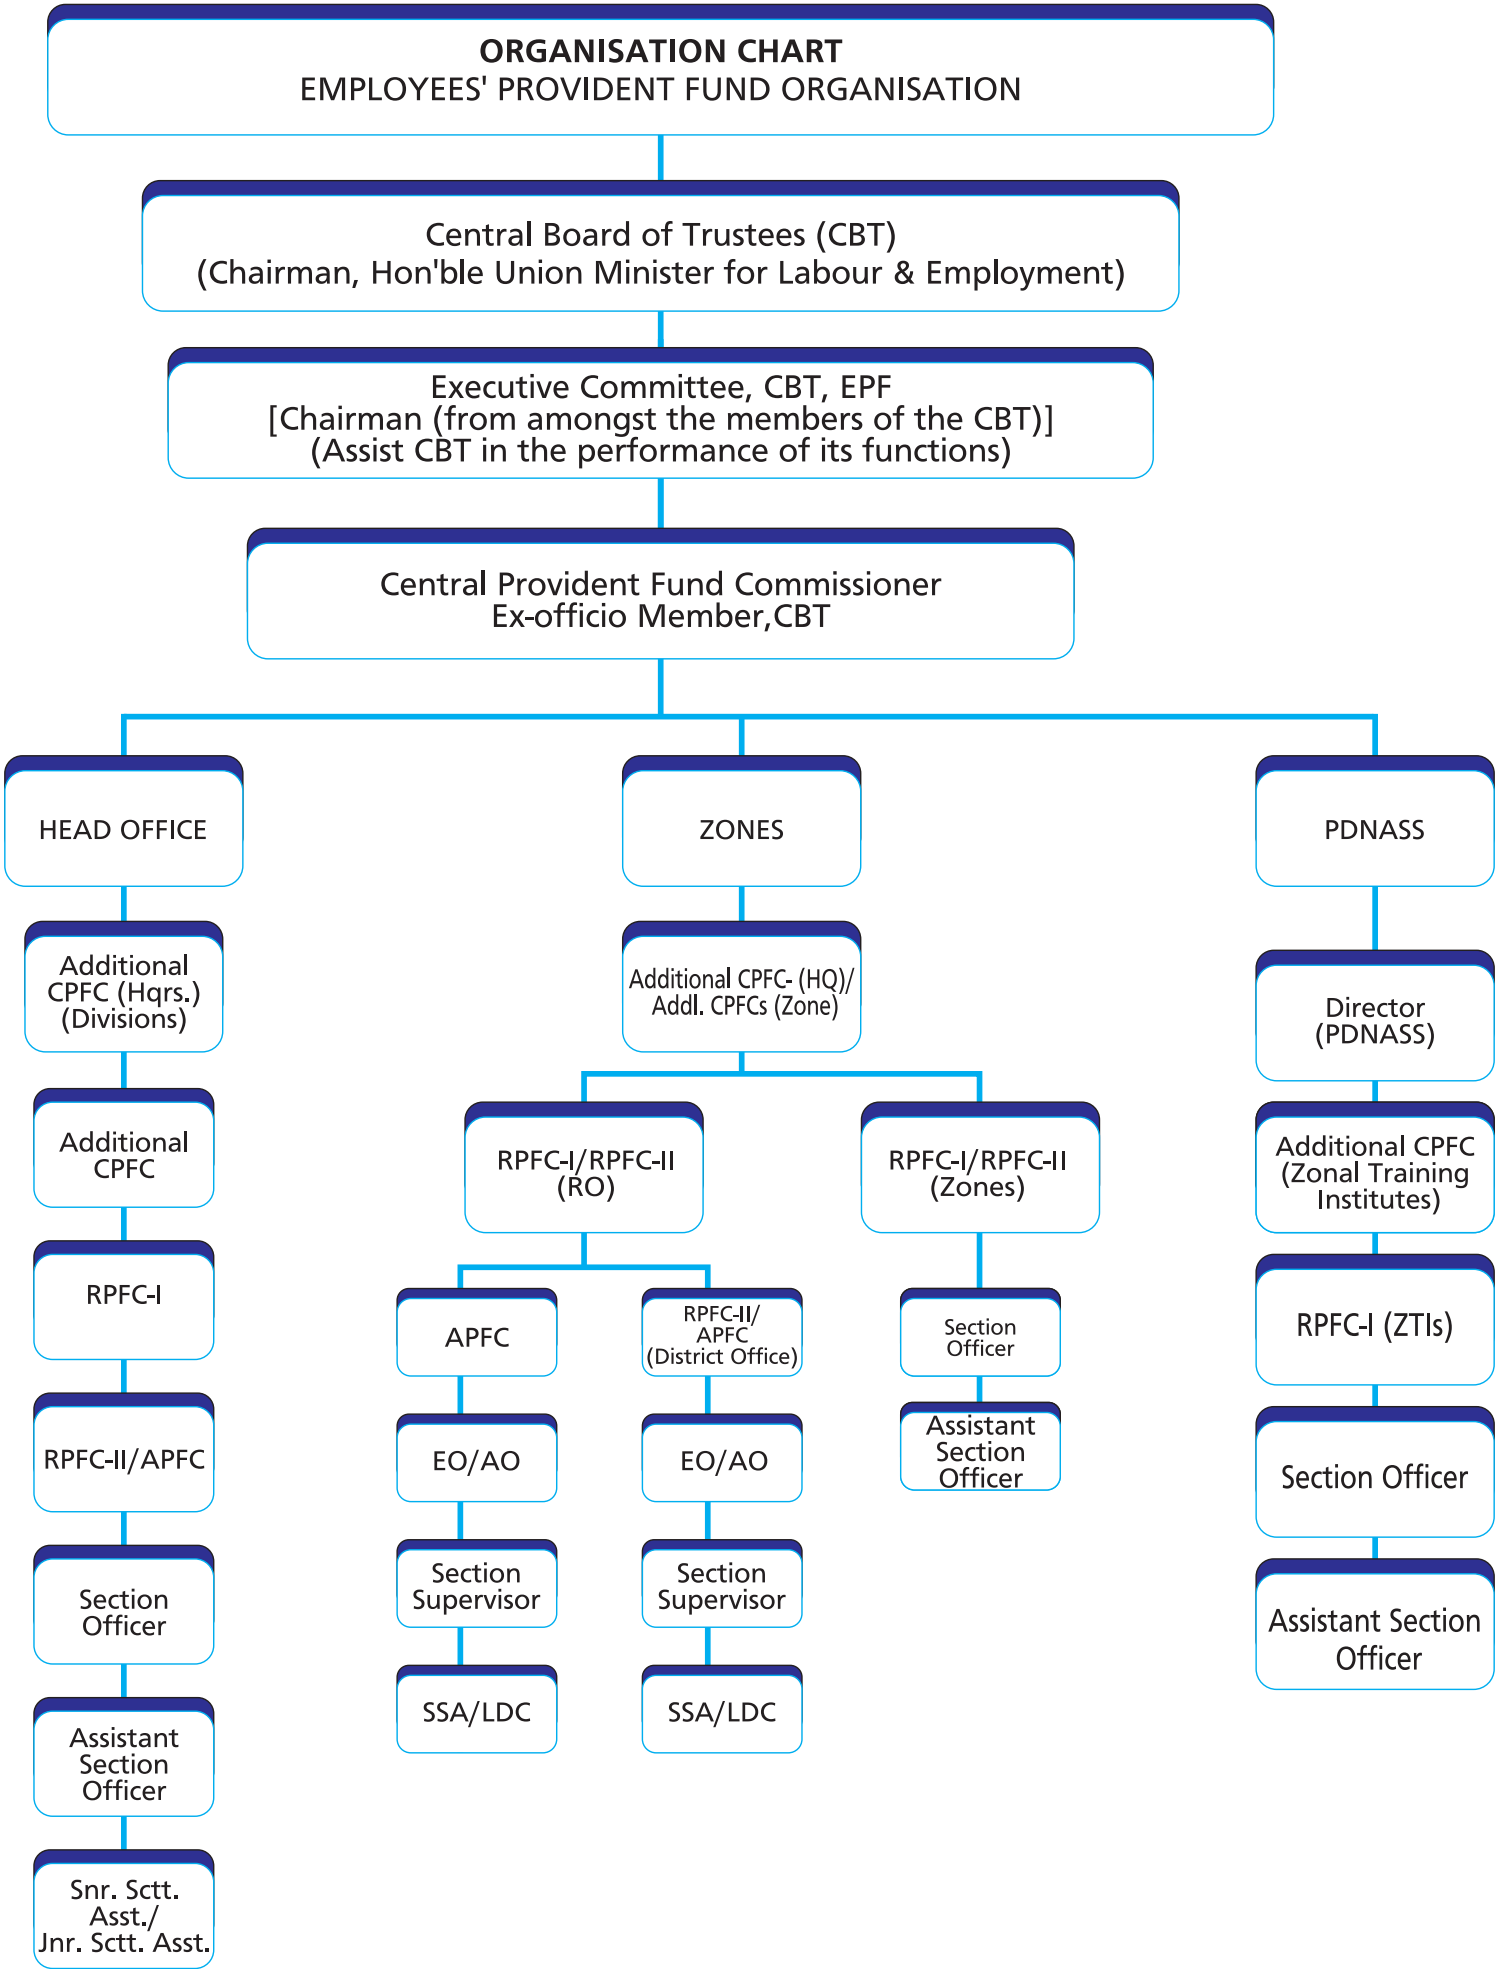 ORGANISATION CHART
EMPLOYEES' PROVIDENT FUND ORGANISATION
Central Board of Trustees (CBT)
(Chairman, Hon'ble Union Minister for Labour & Employment)
Executive Committee, CBT, EPF
[Chairman (from amongst the members of the CBT)]
(Assist CBT in the performance of its functions)
Central Provident Fund Commissioner
Ex-officio Member,CBT
HEAD OFFICE
Additional
CPFC (Hqrs.)
(Divisions)
Additional
CPFC
RPFC-I
RPFC-II/APFC
Section
Officer
Assistant
Section
Officer
Snr. Sctt.
Asst./
Jnr. Sctt. Asst.
ZONES
Additional CPFC- (HQ)/
Addl. CPFCs (Zone)
RPFC-I/RPFC-II
(RO)
APFC
EO/AO
Section
Supervisor
SSA/LDC
RPFC-II/
APFC
(District Office)
EO/AO
Section
Supervisor
SSA/LDC
RPFC-I/RPFC-II
(Zones)
Section
Officer
Assistant
Section
Officer
PDNASS
Director
(PDNASS)
Additional CPFC
(Zonal Training
Institutes)
RPFC-I (ZTIs)
Section Officer
Assistant Section
Officer